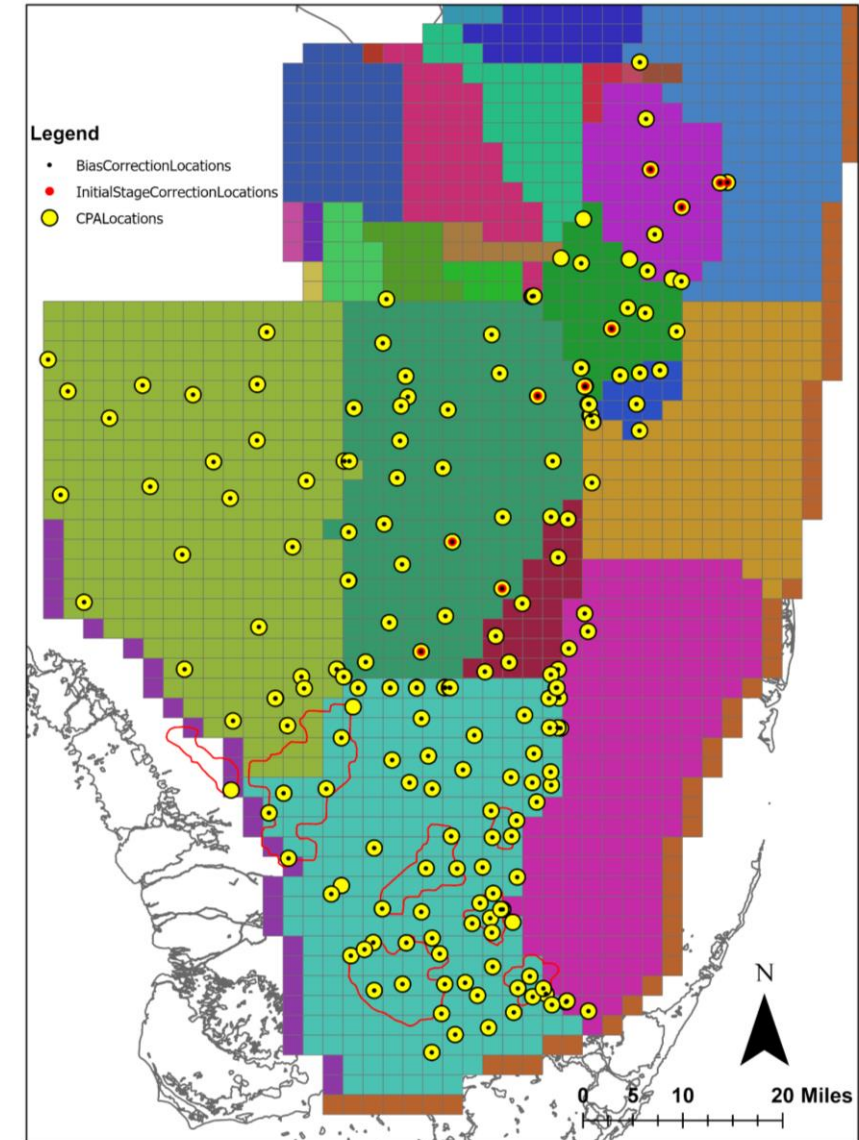 Legend
BiasCorrectionLocations
InitialStageCorrectionLocations
CPALocations
N
0 5 10 20 Miles